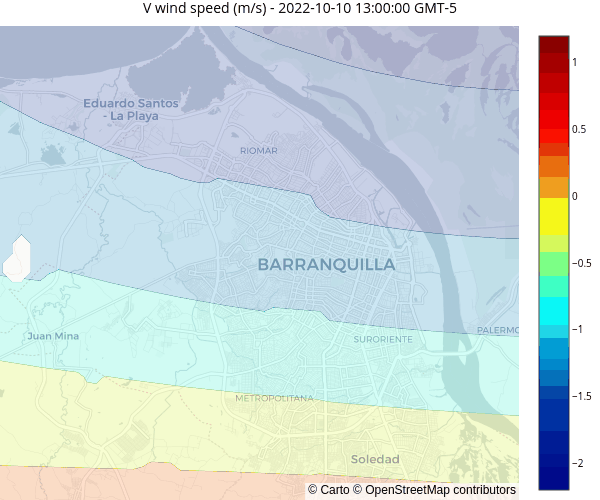 V wind speed (m/s) - 2022-10-10 13:00:00 GMT-5
Eduardo Santos
- La Playa
RIOMAR
BARRANQUILLA
Juan Mina
SURORIENTE
PALERMO
METROPOLITANA
Soledad
© Carto © OpenStreetMap contributors
1
0.5
0
−0.5
−1
−1.5
−2